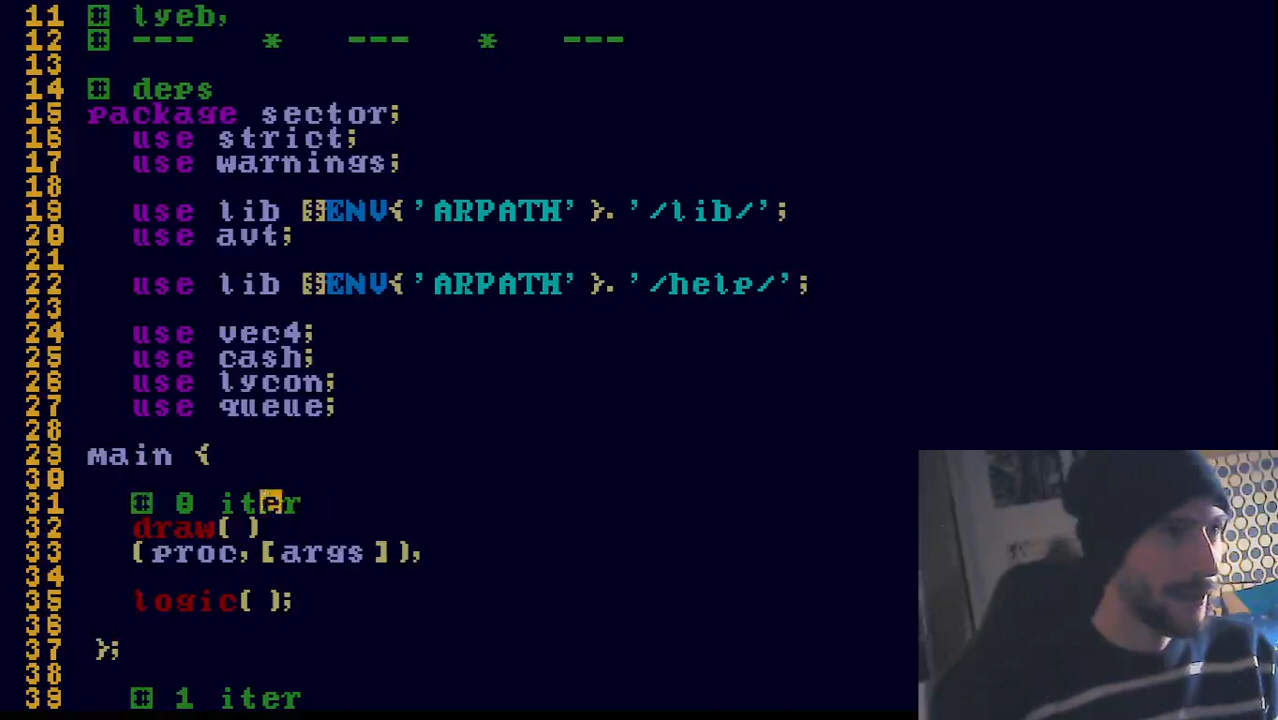 11 # lyeb,
12 # --- * --- * ---
13
14 # deps
15 package sector;
16 use strict;
17 use warnings;
18
19 use lib $ENV{'ARPATH'}.'/lib/';
20 use avt;
21
22 use lib $ENV{'ARPATH'}.'/help/';
23
24 use vec4;
25 use cash;
26 use lycon;
27 use queue;
28
29 main {
30
31 # 0 iter
32 draw( )
33 (proc,[args]),
34
35 logic( );
36
37 };
38
39 # 1 iter